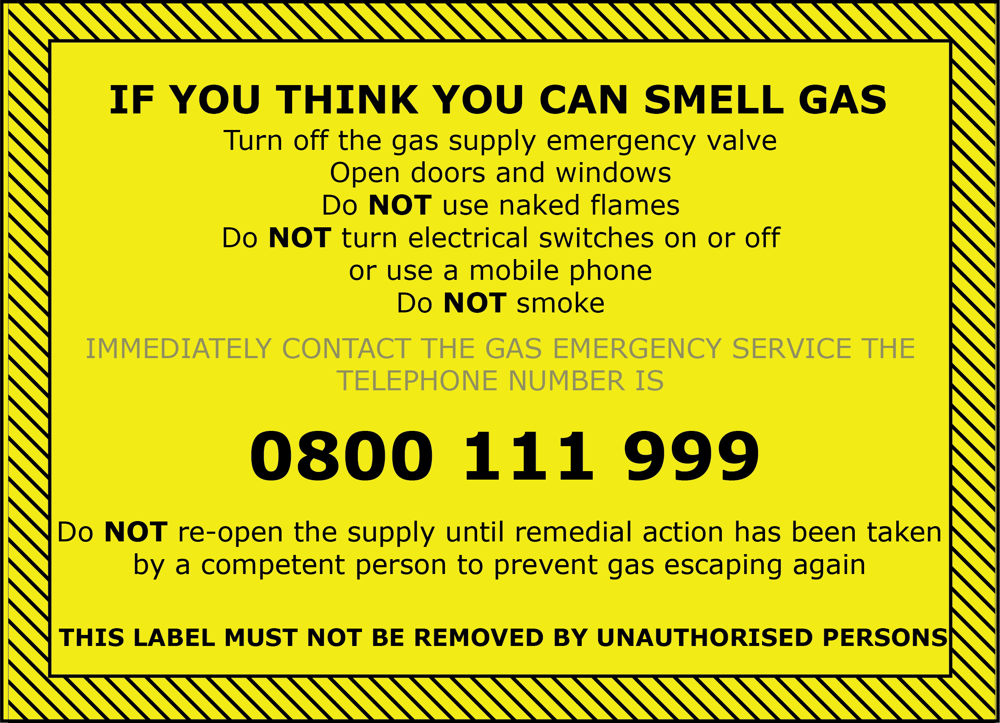 IF YOU THINK YOU CAN SMELL GAS
Turn off the gas supply emergency valve
Open doors and windows
Do NOT use naked flames
Do NOT turn electrical switches on or off
or use a mobile phone
Do NOT smoke
IMMEDIATELY CONTACT THE GAS EMERGENCY SERVICE THE
TELEPHONE NUMBER IS
0800 111 999
Do NOT re-open the supply until remedial action has been taken
by a competent person to prevent gas escaping again
THIS LABEL MUST NOT BE REMOVED BY UNAUTHORISED PERSONS